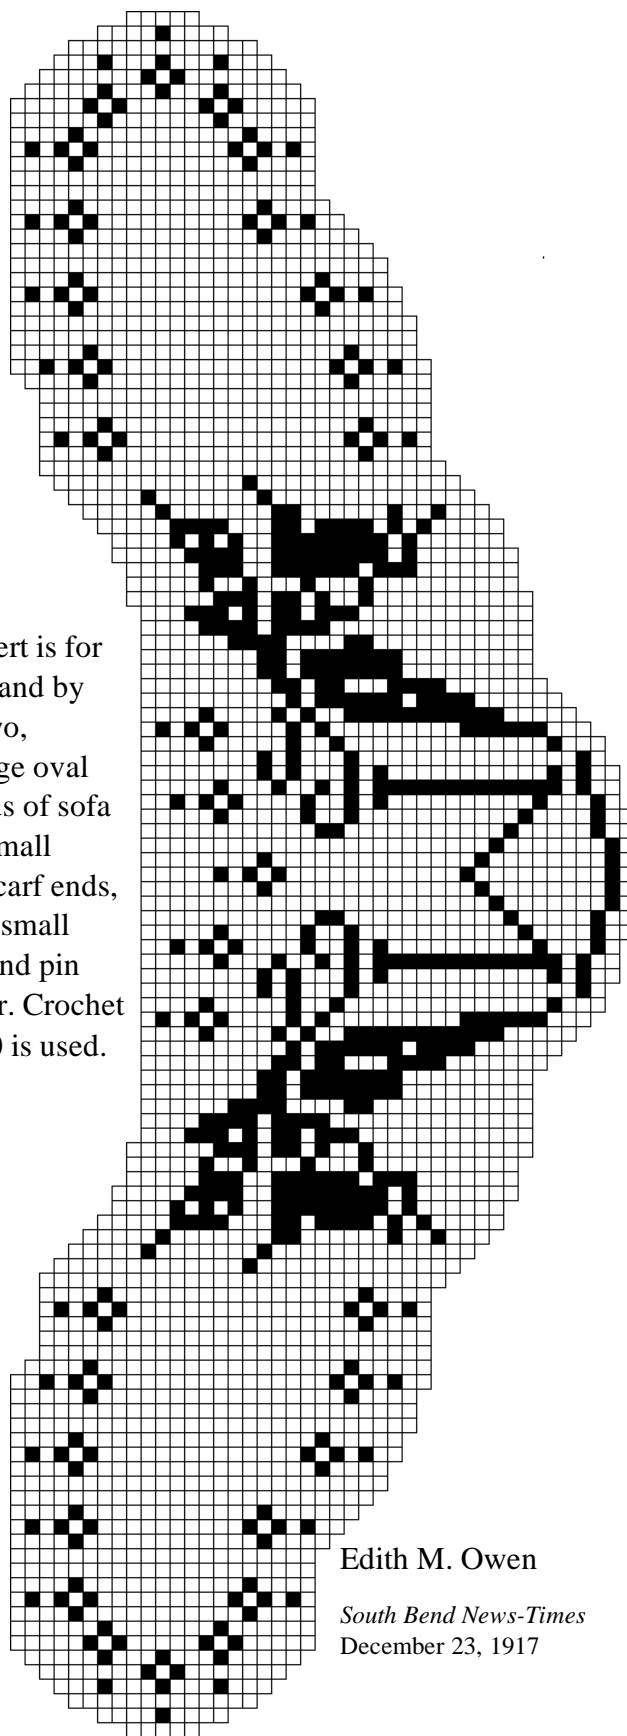 ert is for
and by
ge oval
of sofa
mall
carf ends,
small
nd pin
r. Crochet
is used.
Edith M. Owen
South Bend News-Times
December 23, 1917